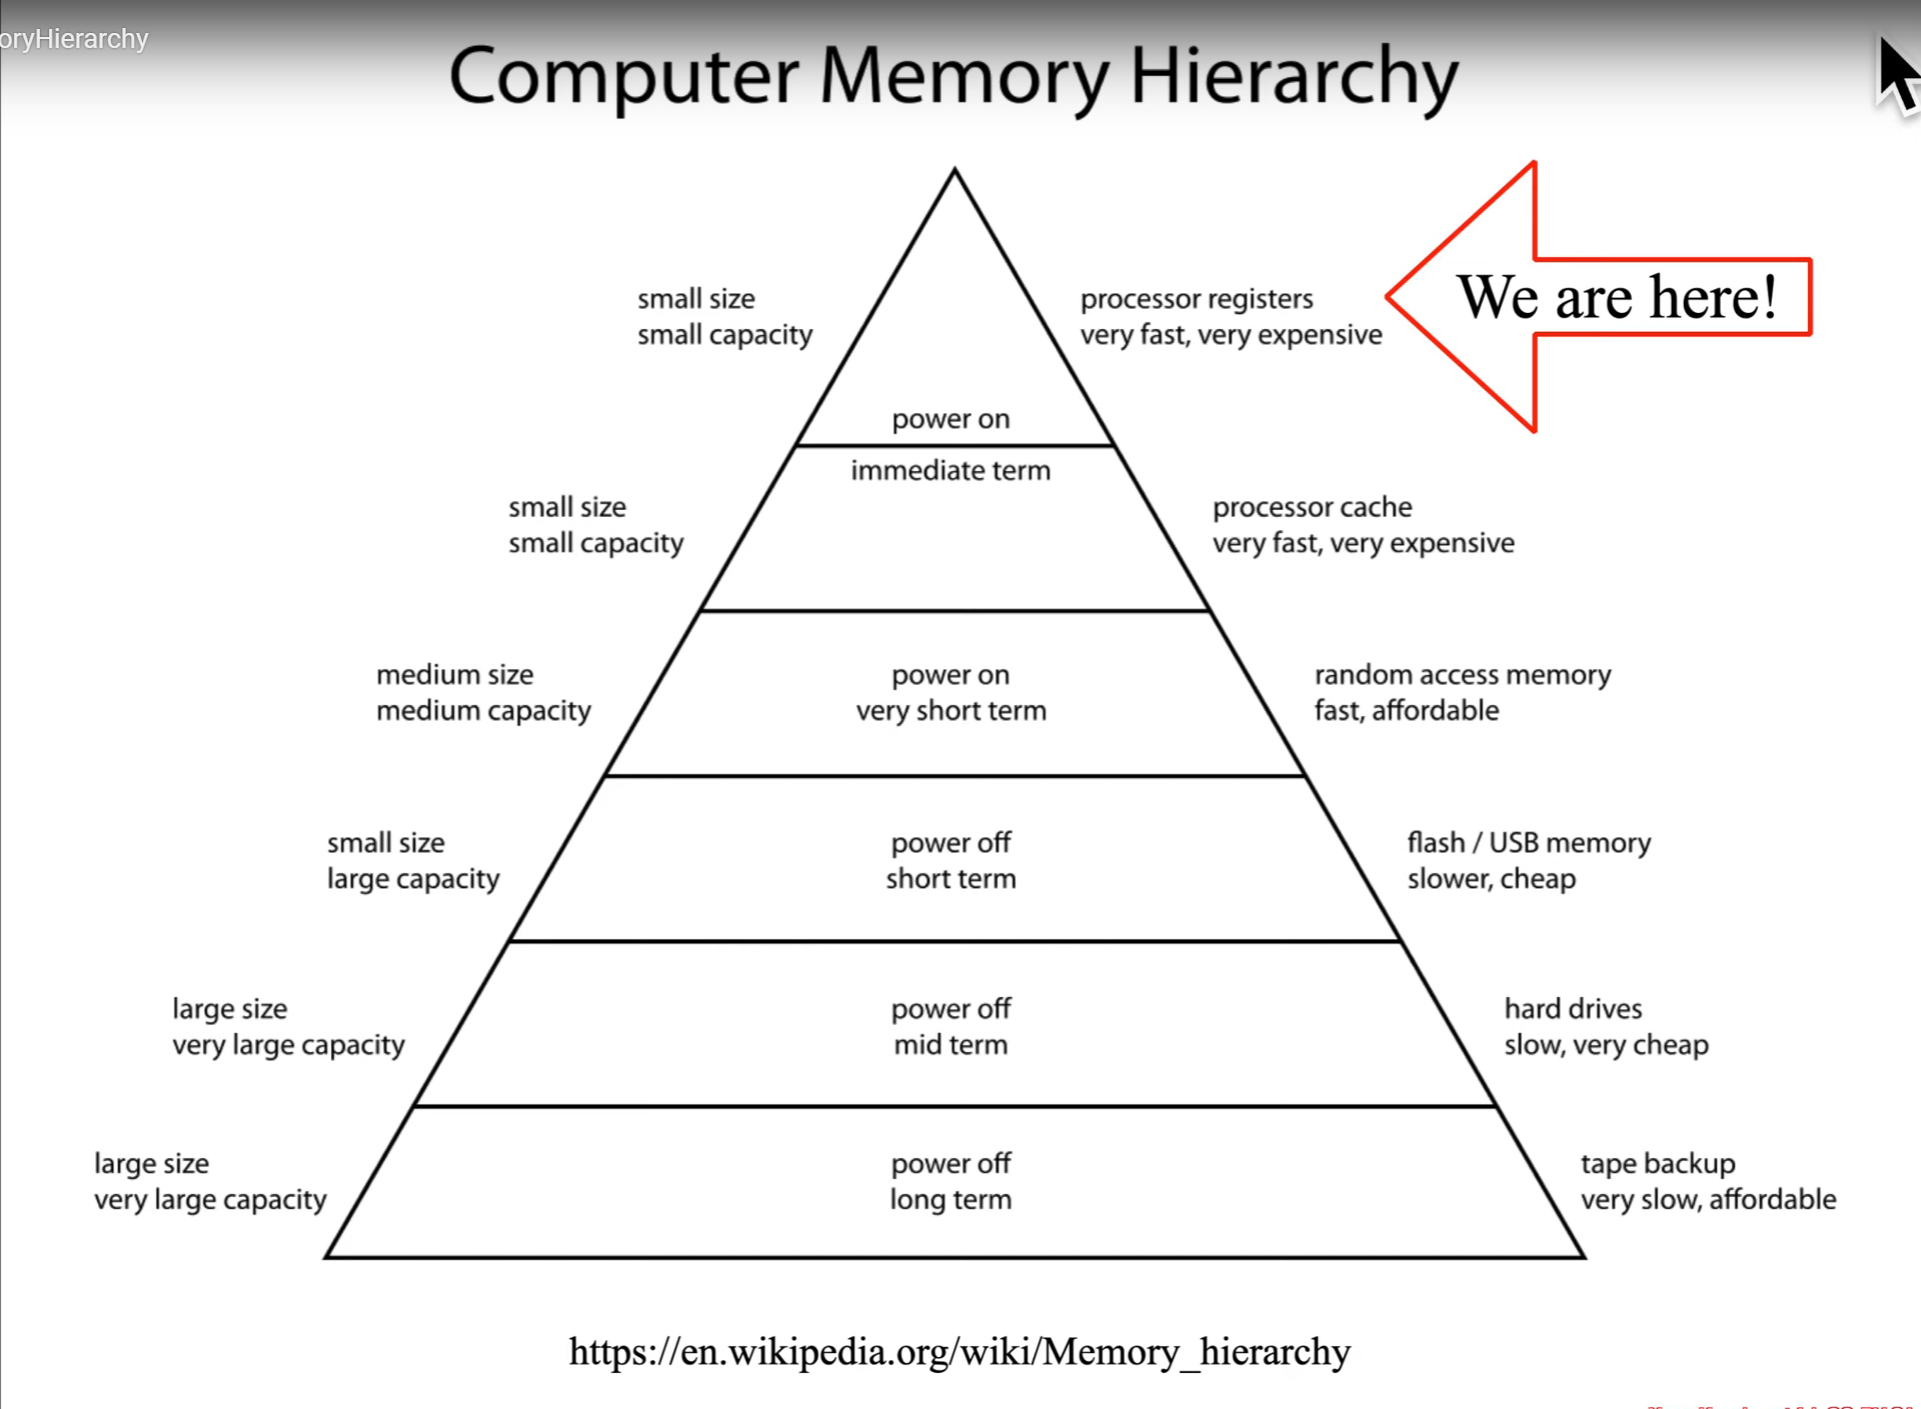 oryHierarchy
Computer Memory Hierarchy
small size
small capacity
processor registers
very fast, very expensive
We are here!
power on
immediate term
small size
small capacity
processor cache
very fast, very expensive
medium size
medium capacity
power on
very short term
random access memory
fast, affordable
small size
large capacity
power off
short term
flash / USB memory
slower, cheap
large size
very large capacity
power off
mid term
hard drives
slow, very cheap
large size
very large capacity
power off
long term
tape backup
very slow, affordable
https://en.wikipedia.org/wiki/Memory_hierarchy